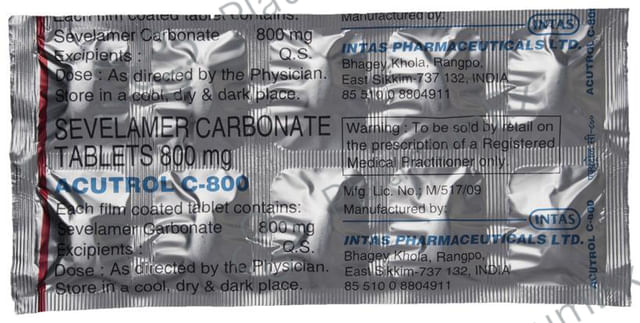 Each film coated tablet contains:
Sevelamer Carbonate 800 mg
Excipients : Q.S.
Dose : As directed by the Physician.
Store in a cool, dry & dark place.
SEVELAMER CARBONATE
TABLETS 800 mg
ACUTROL C-800
Each film coated tablet contains:
Sevelamer Carbonate 800 mg
Excipients : Q.S.
Dose : As directed by the Physician.
Store in a cool, dry & dark place.
Manufactured by:
INTAS
INTAS PHARMACEUTICALS LTD.
Bhagey Khola, Rangpo,
East Sikkim-737 132, INDIA
85 510 0 8804911
Warning : To be sold by retail on
the prescription of a Registered
Medical Practitioner only.
Mfg. Lic. No.: M/517/09
Manufactured by:
INTAS
INTAS PHARMACEUTICALS LTD.
Bhagey Khola, Rangpo,
East Sikkim-737 132, INDIA
85 510 0 8804911
ACUTROL C-800
ACUTROL C-800